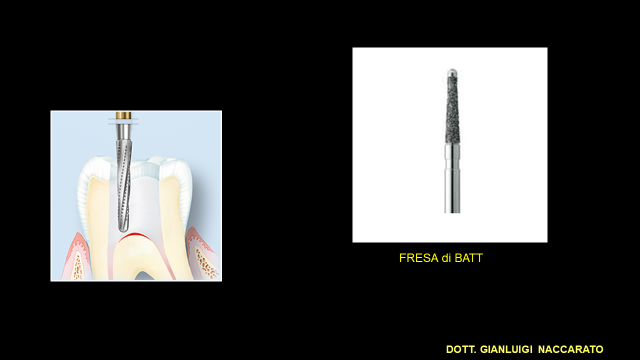 FRESA di BATT
DOTT. GIANLUIGI NACCARATO